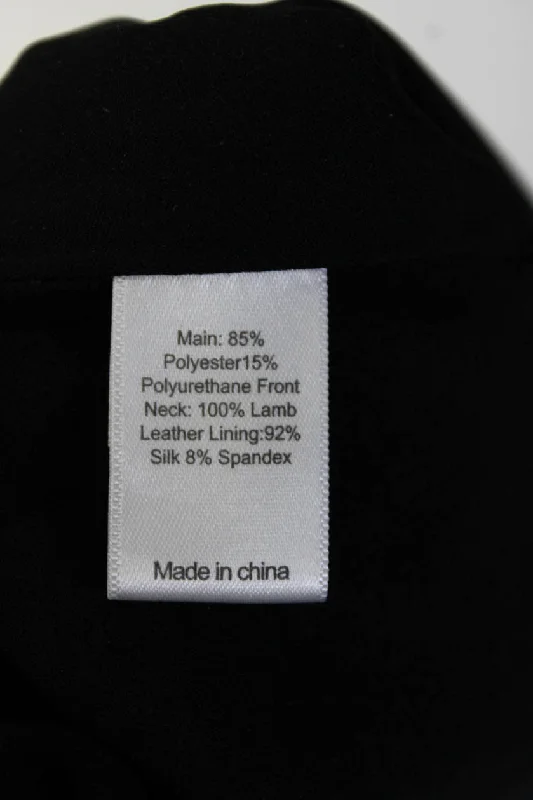 Main: 85%
Polyester15%
Polyurethane Front
Neck: 100% Lamb
Leather Lining:92%
Silk 8% Spandex
Made in china